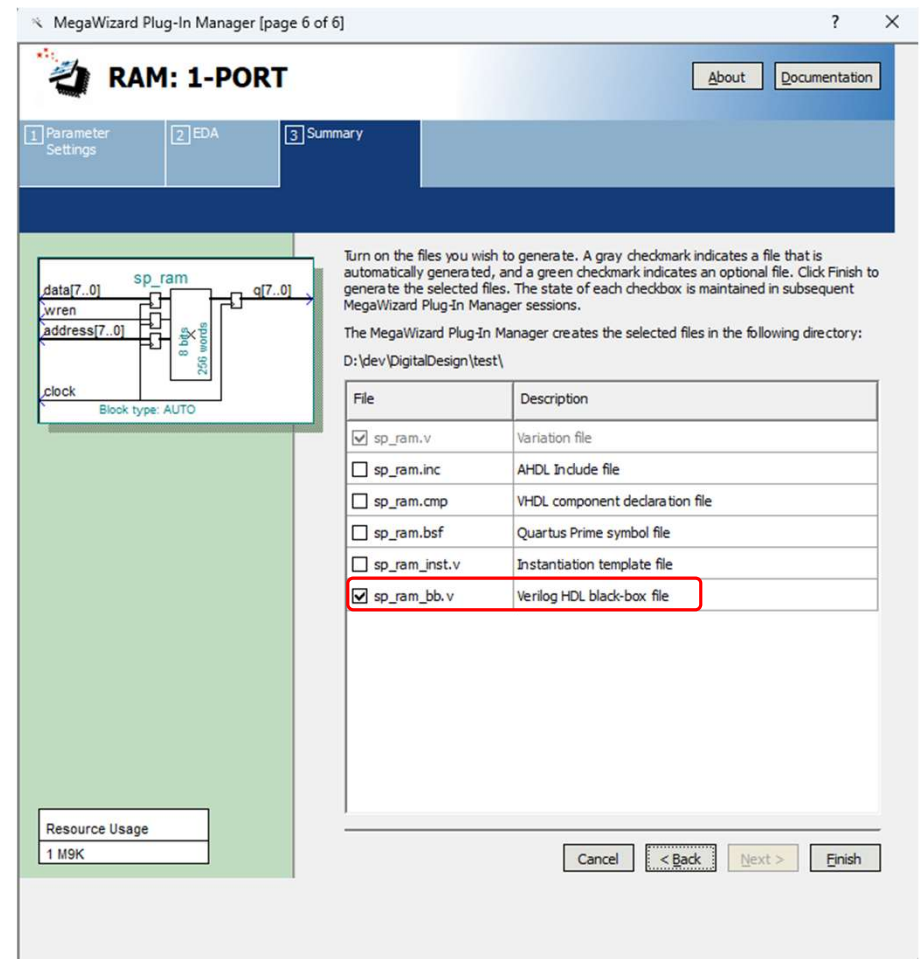 MegaWizard Plug-In Manager [page 6 of 6]
?
RAM: 1-PORT
About
Documentation
1 Parameter
Settings
2 EDA
3 Summary
sp_ram
data[7..0]
wren
address[7..0]
clock
q[7..0]
8 bits
256 words
Block type: AUTO
Turn on the files you wish to generate. A gray checkmark indicates a file that is
automatically generated, and a green checkmark indicates an optional file. Click Finish to
generate the selected files. The state of each checkbox is maintained in subsequent
MegaWizard Plug-In Manager sessions.
The MegaWizard Plug-In Manager creates the selected files in the following directory:
D:\dev\DigitalDesign\test\
File Description
sp_ram.v Variation file
sp_ram.inc AHDL Include file
sp_ram.cmp VHDL component declaration file
sp_ram.bsf Quartus Prime symbol file
sp_ram_inst.v Instantiation template file
sp_ram_bb.v Verilog HDL black-box file
Resource Usage
1 M9K
Cancel
< Back
Next >
Finish